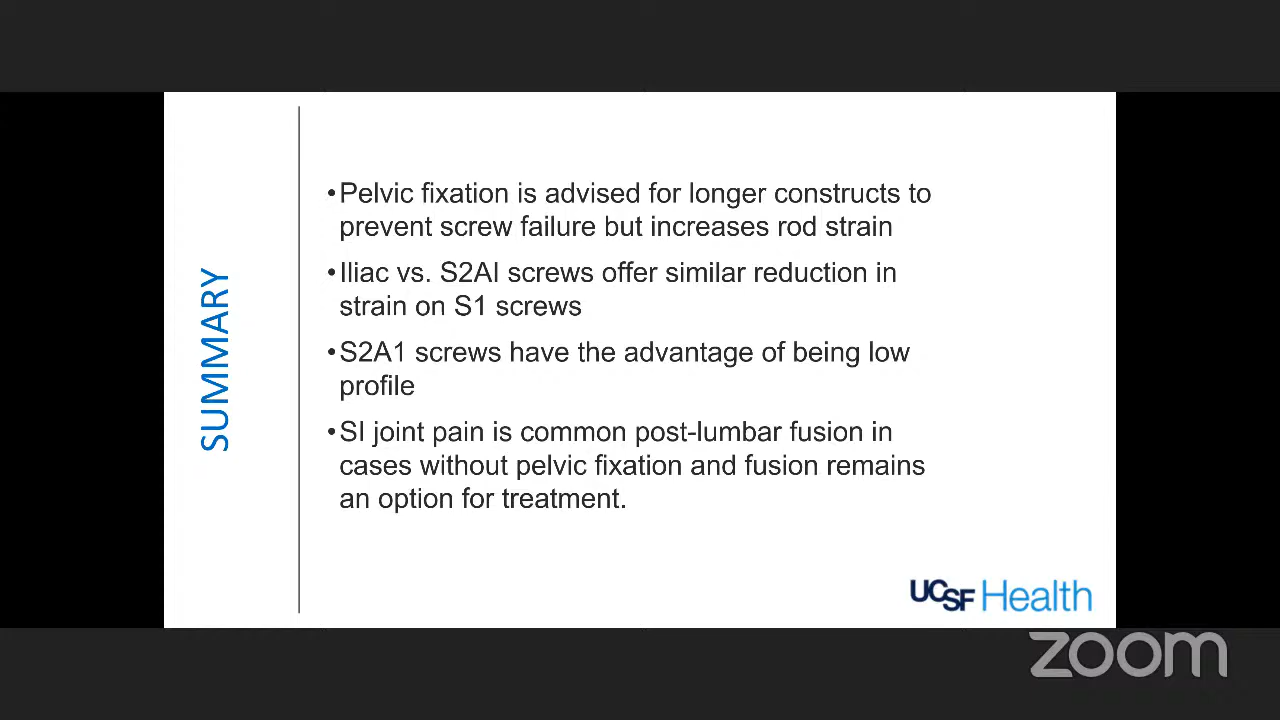 SUMMARY
•Pelvic fixation is advised for longer constructs to
prevent screw failure but increases rod strain
•Iliac vs. S2AI screws offer similar reduction in
strain on S1 screws
•S2A1 screws have the advantage of being low
profile
•SI joint pain is common post-lumbar fusion in
cases without pelvic fixation and fusion remains
an option for treatment.
UCSF Health
zoom